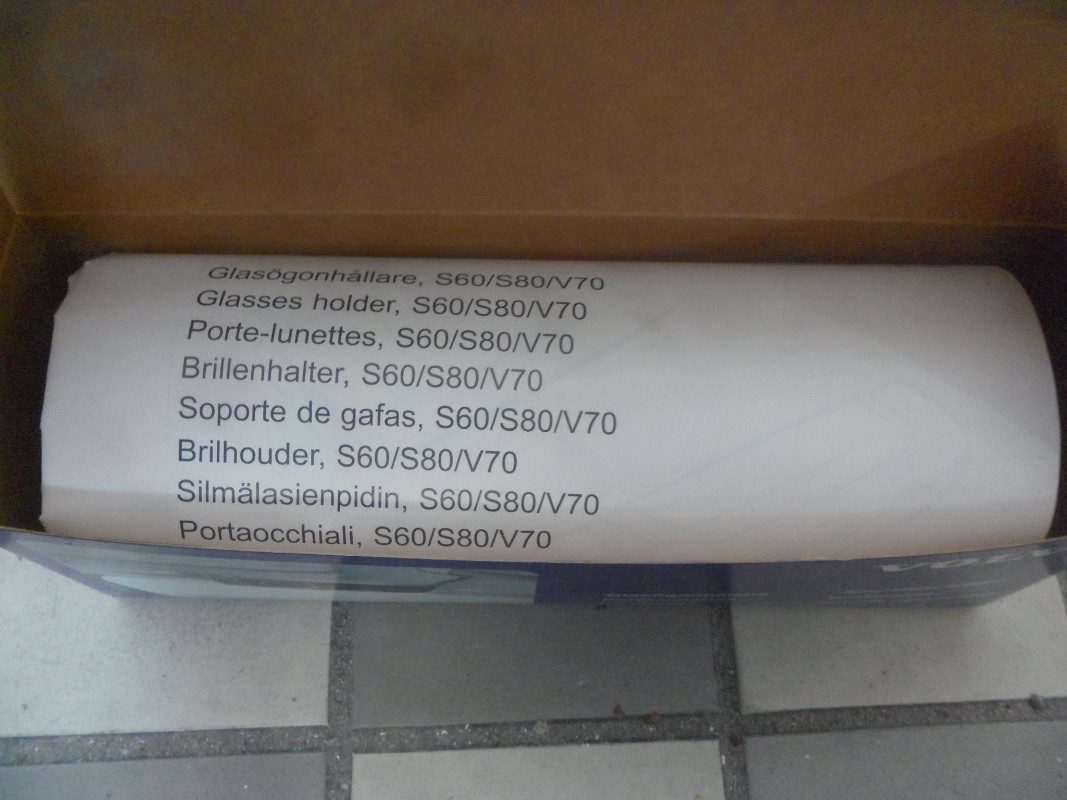 Glasögonhållare, S60/S80/V70
Glasses holder, S60/S80/V70
Porte-lunettes, S60/S80/V70
Brillenhalter, S60/S80/V70
Soporte de gafas, S60/S80/V70
Brilhouder, S60/S80/V70
Silmälasienpidin, S60/S80/V70
Portaocchiali, S60/S80/V70